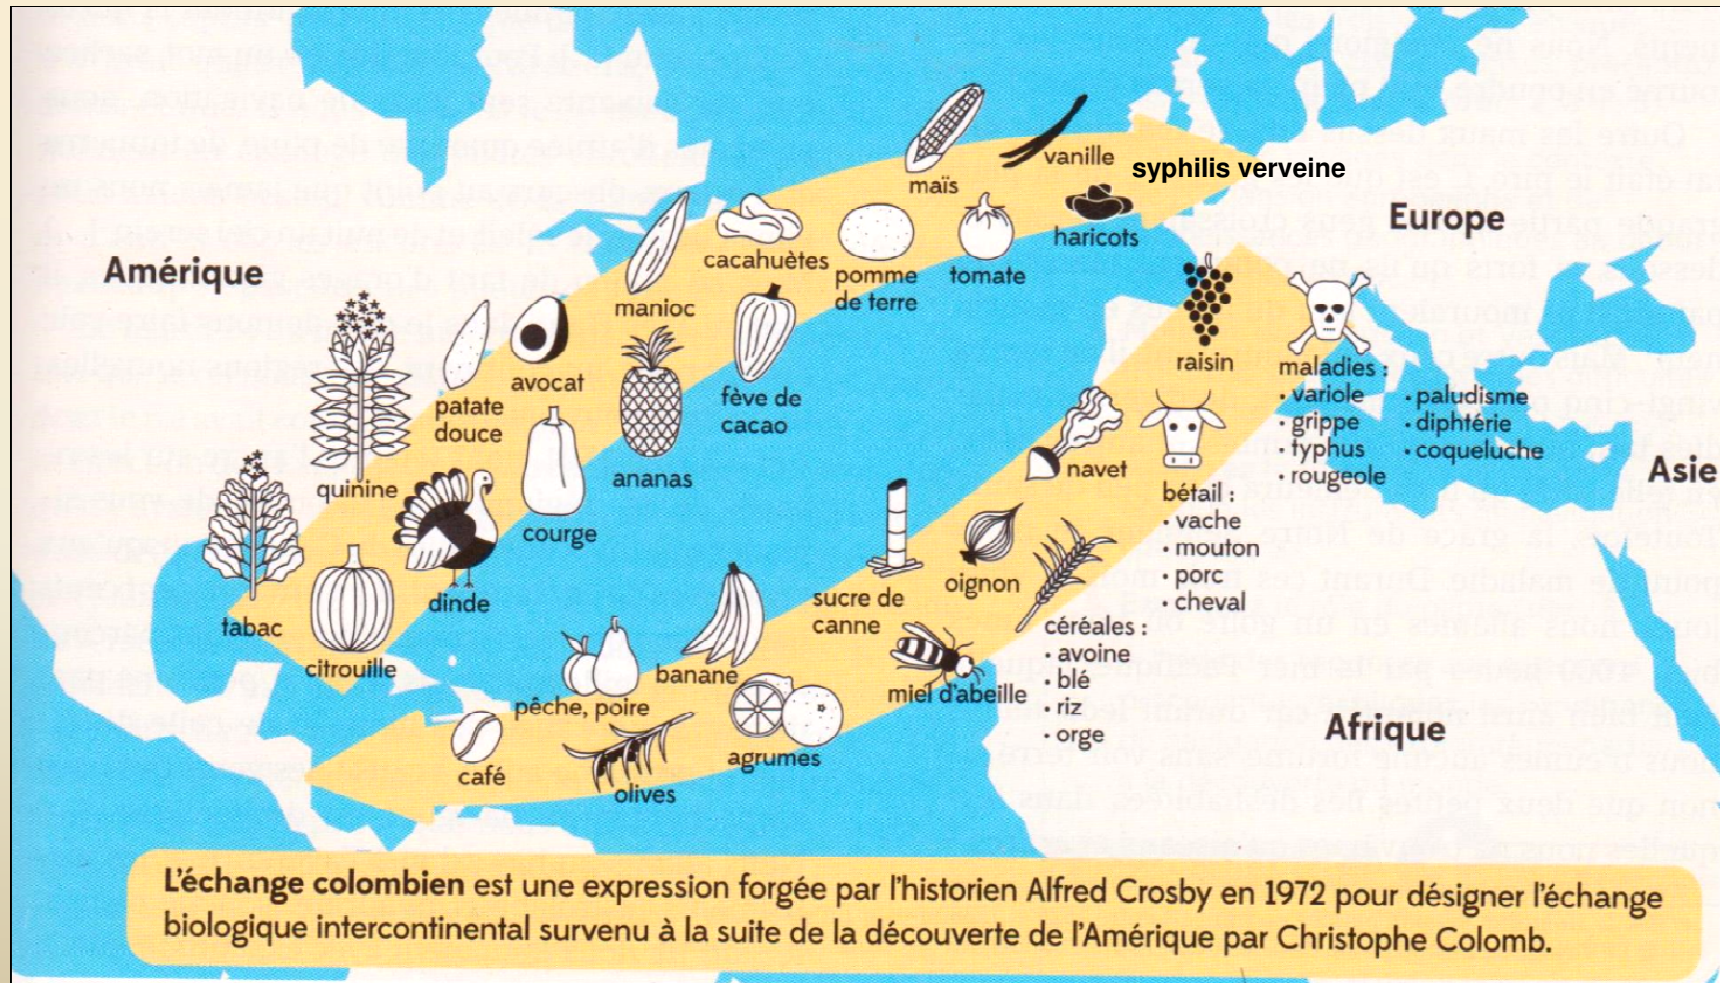 Amérique
Europe
Asie
Afrique
maïs
vanille
syphilis verveine
haricots
cacahuètes
pomme
de terre
tomate
manioc
avocat
patate
douce
fève de
cacao
ananas
quinine
courge
dinde
tabac
citrouille
raisin
maladies :
• variole
• grippe
• typhus
• rougeole
• paludisme
• diphtérie
• coqueluche
navet
bétail :
• vache
• mouton
• porc
• cheval
oignon
sucre de
canne
céréales :
• avoine
• blé
• riz
• orge
miel d'abeille
banane
pêche, poire
agrumes
café
olives
L'échange colombien est une expression forgée par l'historien Alfred Crosby en 1972 pour désigner l'échange
biologique intercontinental survenu à la suite de la découverte de l'Amérique par Christophe Colomb.